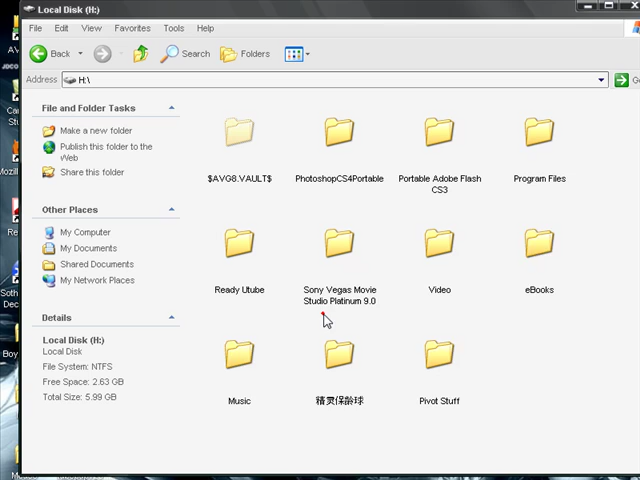 Local Disk (H:)
File Edit View Favorites Tools Help
Back Search Folders
Address H:\
File and Folder Tasks
Make a new folder
Publish this folder to the
Web
Share this folder
Other Places
My Computer
My Documents
Shared Documents
My Network Places
Details
Local Disk (H:)
Local Disk
File System: NTFS
Free Space: 2.63 GB
Total Size: 5.99 GB
$AVG8.VAULT$
PhotoshopCS4Portable
Portable Adobe Flash
CS3
Program Files
Ready Utube
Sony Vegas Movie
Studio Platinum 9.0
Video
eBooks
Music
精灵保龄球
Pivot Stuff